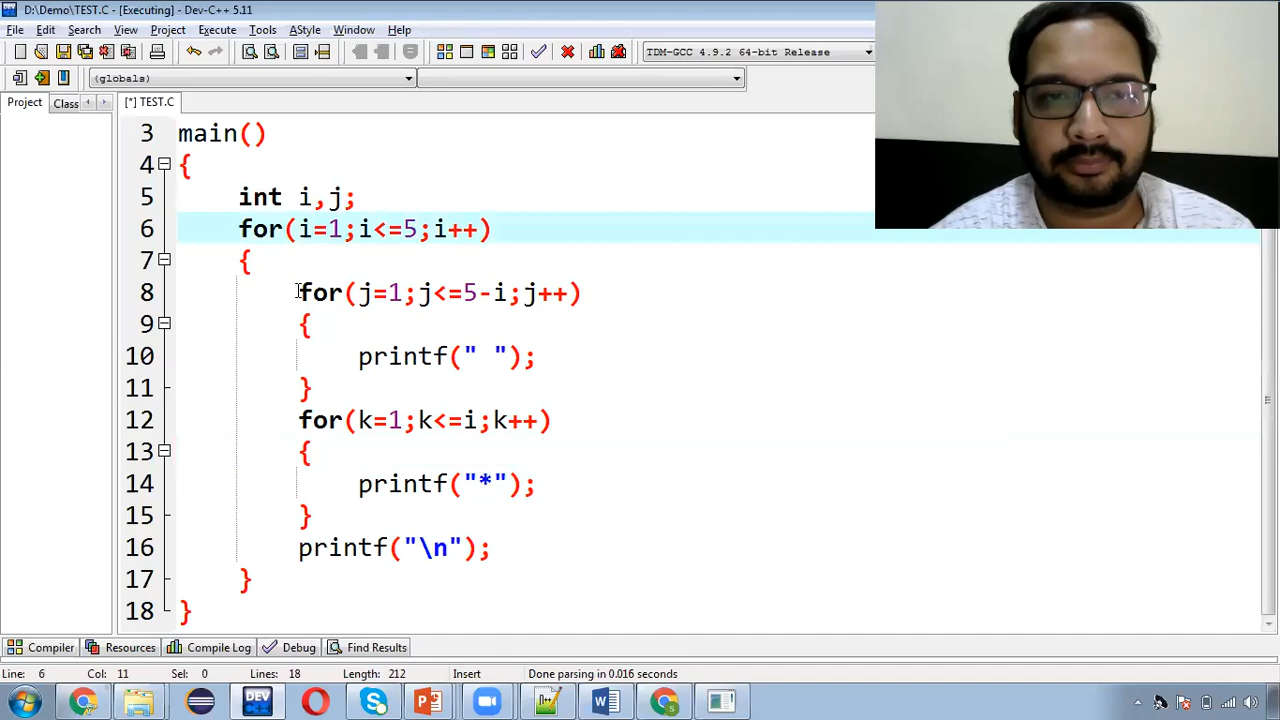 D:\Demo\TEST.C - [Executing] - Dev-C++ 5.11
File Edit Search View Project Execute Tools AStyle Window Help
TDM-GCC 4.9.2 64-bit Release
(globals)
Project Class [*] TEST.C
3 main()
4 {
5 int i,j;
6 for(i=1;i<=5;i++)
7 {
8 for(j=1;j<=5-i;j++)
9 {
10 printf(" ");
11 }
12 for(k=1;k<=i;k++)
13 {
14 printf("*");
15 }
16 printf("\n");
17 }
18 }
Compiler Resources Compile Log Debug Find Results
Line: 6 Col: 11 Sel: 0 Lines: 18 Length: 212 Insert Done parsing in 0.016 seconds
DEV C++